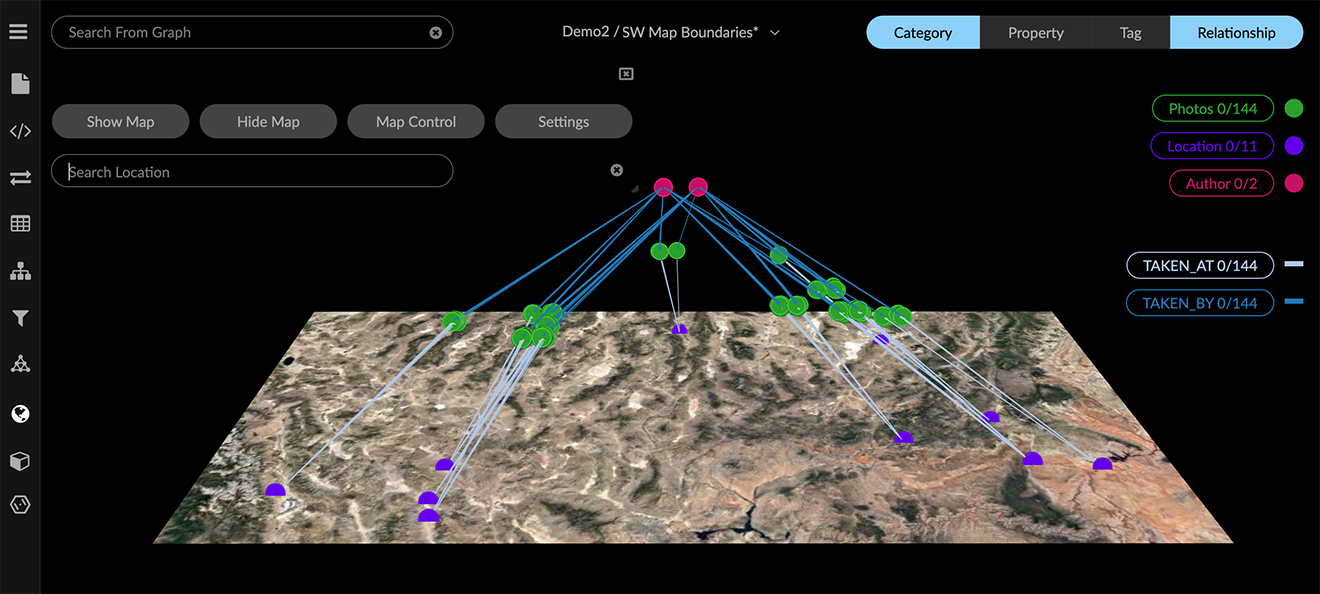 Search From Graph
Demo2 / SW Map Boundaries*
Category Property Tag Relationship
Show Map Hide Map Map Control Settings
Search Location
Photos 0/144
Location 0/11
Author 0/2
TAKEN_AT 0/144
TAKEN_BY 0/144